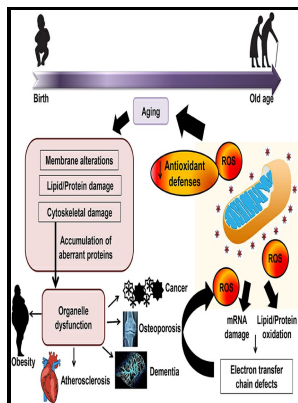 Birth
Old age
Aging
Membrane alterations
Lipid/Protein damage
Cytoskeletal damage
Accumulation of
aberrant proteins
Organelle
dysfunction
Obesity
Atherosclerosis
Dementia
Osteoporosis
Cancer
Antioxidant
defenses
ROS
ROS
ROS
mRNA
damage
Lipid/Protein
oxidation
Electron transfer
chain defects